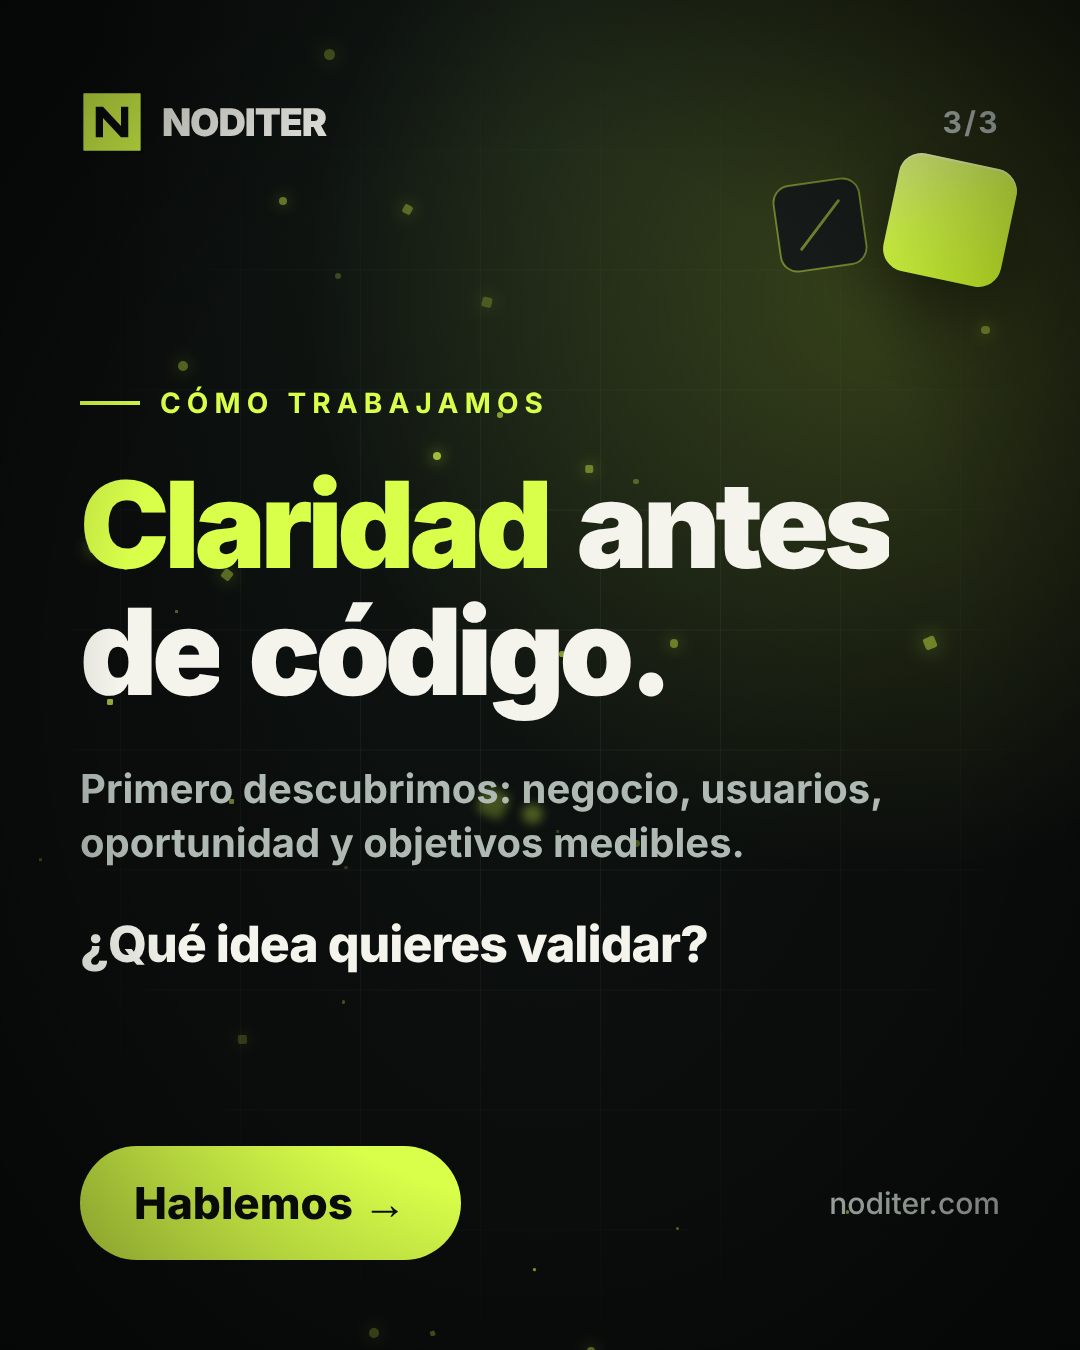 N NODITER
3/3
CÓMO TRABAJAMOS
Claridad antes
de código.
Primero descubrimos: negocio, usuarios,
oportunidad y objetivos medibles.
¿Qué idea quieres validar?
Hablemos →
noditer.com